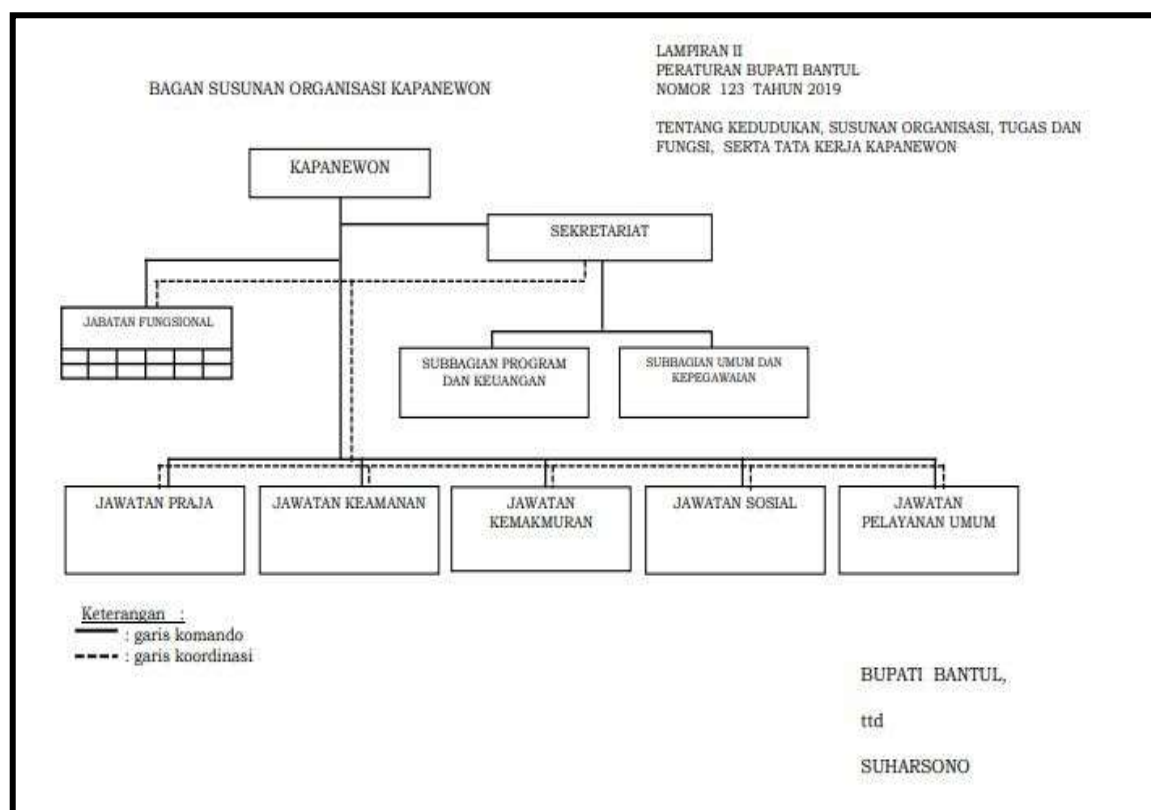 LAMPIRAN II
PERATURAN BUPATI BANTUL
NOMOR 123 TAHUN 2019
TENTANG KEDUDUKAN, SUSUNAN ORGANISASI, TUGAS DAN
FUNGSI, SERTA TATA KERJA KAPANEWON
BAGAN SUSUNAN ORGANISASI KAPANEWON
KAPANEWON
SEKRETARIAT
JABATAN FUNGSIONAL
SUBBAGIAN PROGRAM
DAN KEUANGAN
SUBBAGIAN UMUM DAN
KEPEGAWAIAN
JAWATAN PRAJA
JAWATAN KEAMANAN
JAWATAN
KEMAKMURAN
JAWATAN SOSIAL
JAWATAN
PELAYANAN UMUM
Keterangan :
: garis komando
: garis koordinasi
BUPATI BANTUL,
ttd
SUHARSONO